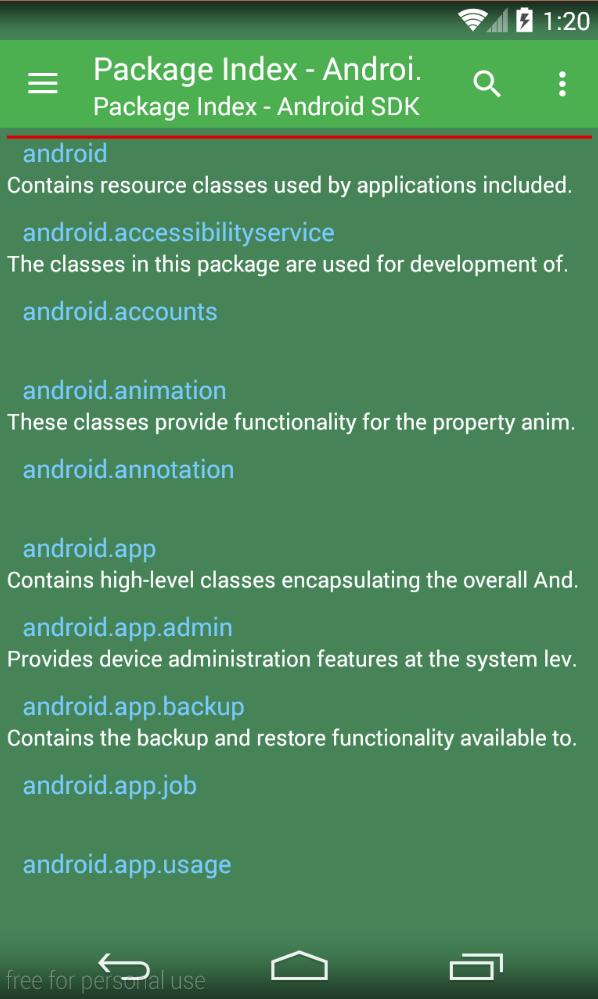 1:20
Package Index - Androi.
Package Index - Android SDK
android
Contains resource classes used by applications included.
android.accessibilityservice
The classes in this package are used for development of.
android.accounts
android.animation
These classes provide functionality for the property anim.
android.annotation
android.app
Contains high-level classes encapsulating the overall And.
android.app.admin
Provides device administration features at the system lev.
android.app.backup
Contains the backup and restore functionality available to.
android.app.job
android.app.usage
free for personal use